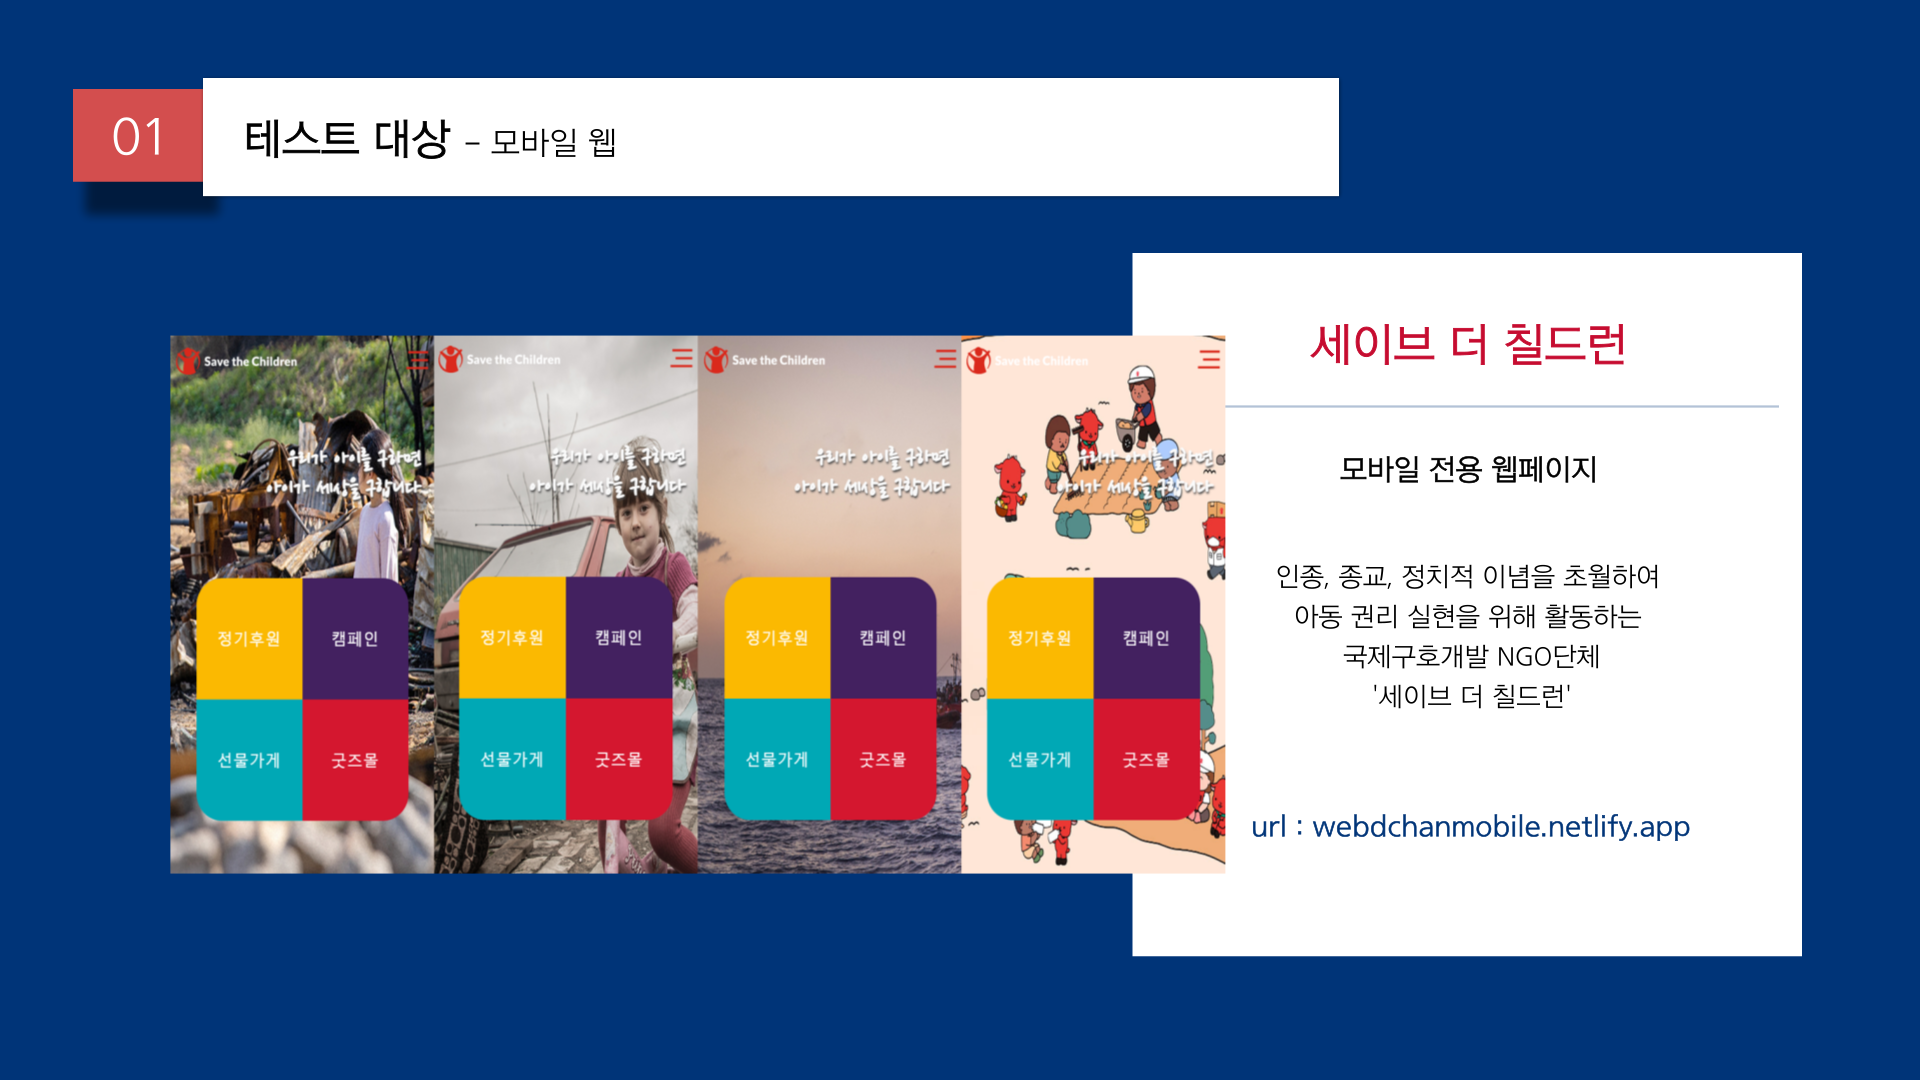 01
테스트 대상 – 모바일 웹
Save the Children
우리가 아이를 구하면
아이가 세상을 구합니다
정기후원
캠페인
선물가게
굿즈몰
Save the Children
우리가 아이를 구하면
아이가 세상을 구합니다
정기후원
캠페인
선물가게
굿즈몰
Save the Children
우리가 아이를 구하면
아이가 세상을 구합니다
정기후원
캠페인
선물가게
굿즈몰
Save the Children
우리가 아이를 구하면
아이가 세상을 구합니다
정기후원
캠페인
선물가게
굿즈몰
세이브 더 칠드런
모바일 전용 웹페이지
인종, 종교, 정치적 이념을 초월하여
아동 권리 실현을 위해 활동하는
국제구호개발 NGO단체
'세이브 더 칠드런'
url : webdchanmobile.netlify.app